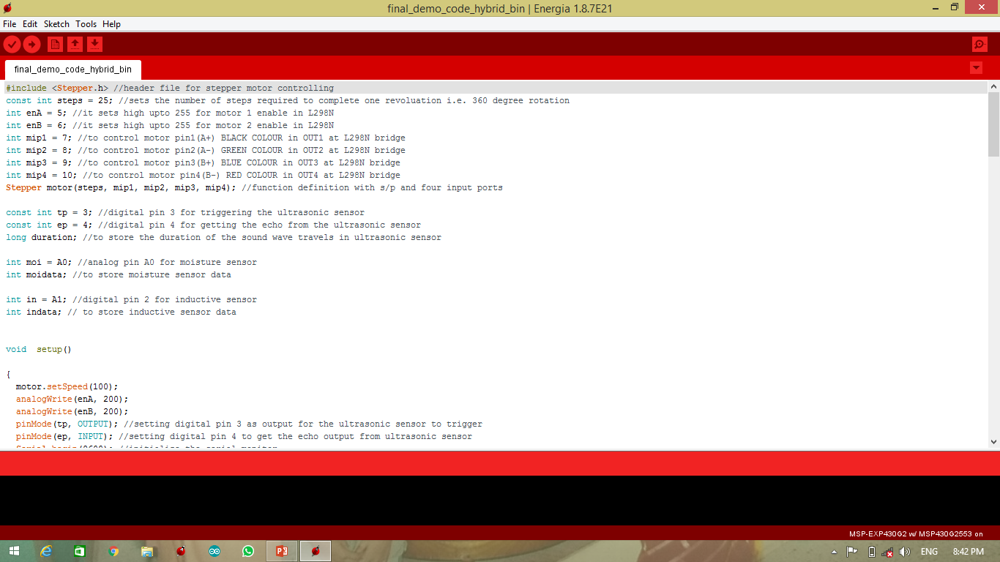 final_demo_code_hybrid_bin | Energia 1.8.7E21
File Edit Sketch Tools Help
final_demo_code_hybrid_bin
#include <Stepper.h> //header file for stepper motor controlling
const int steps = 25; //sets the number of steps required to complete one revoluation i.e. 360 degree rotation
int enA = 5; //it sets high upto 255 for motor 1 enable in L298N
int enB = 6; //it sets high upto 255 for motor 2 enable in L298N
int mip1 = 7; //to control motor pin1(A+) BLACK COLOUR in OUT1 at L298N bridge
int mip2 = 8; //to control motor pin2(A-) GREEN COLOUR in OUT2 at L298N bridge
int mip3 = 9; //to control motor pin3(B+) BLUE COLOUR in OUT3 at L298N bridge
int mip4 = 10; //to control motor pin4(B-) RED COLOUR in OUT4 at L298N bridge
Stepper motor(steps, mip1, mip2, mip3, mip4); //function definition with s/p and four input ports
const int tp = 3; //digital pin 3 for triggering the ultrasonic sensor
const int ep = 4; //digital pin 4 for getting the echo from the ultrasonic sensor
long duration; //to store the duration of the sound wave travels in ultrasonic sensor
int moi = A0; //analog pin A0 for moisture sensor
int moidata; //to store moisture sensor data
int in = A1; //digital pin 2 for inductive sensor
int indata; // to store inductive sensor data
void  setup()
{
motor.setSpeed(100);
analogWrite(enA, 200);
analogWrite(enB, 200);
pinMode(tp, OUTPUT); //setting digital pin 3 as output for the ultrasonic sensor to trigger
pinMode(ep, INPUT); //setting digital pin 4 to get the echo output from ultrasonic sensor
Serial.begin(9600); //initialize the serial monitor
MSP-EXP430G2 w/ MSP430G2553 on
ENG 8:42 PM